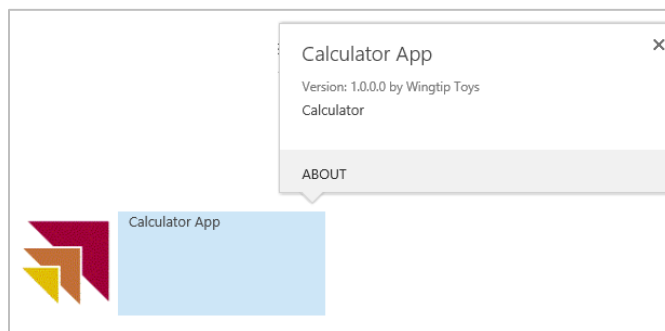 Calculator App
Version: 1.0.0.0 by Wingtip Toys
Calculator
ABOUT
Calculator App